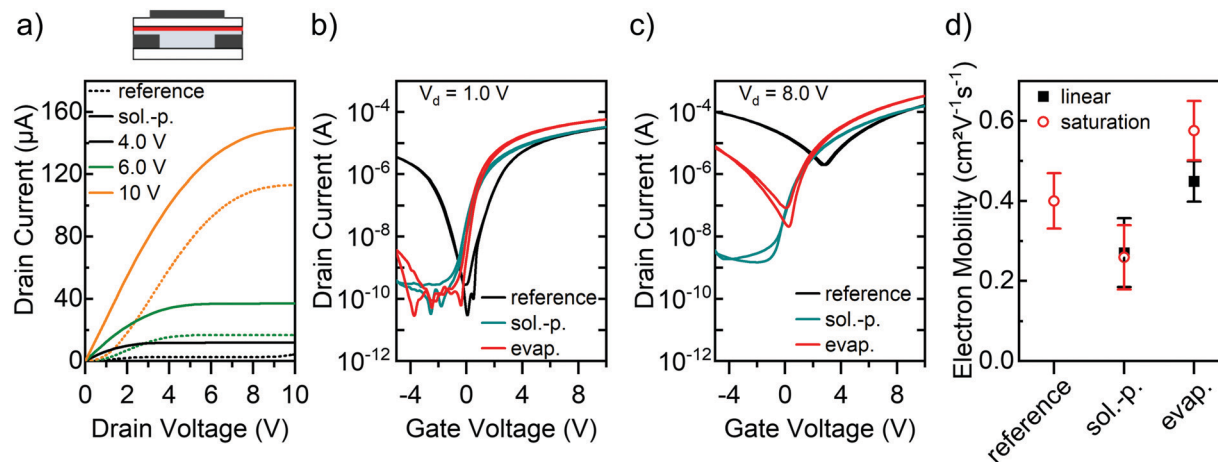 a)
160
120
80
40
0
0 2 4 6 8 10
Drain Current (µA)
Drain Voltage (V)
reference
sol.-p.
4.0 V
6.0 V
10 V
b)
V_d = 1.0 V
10⁻⁴
10⁻⁶
10⁻⁸
10⁻¹⁰
10⁻¹²
-4 0 4 8
Drain Current (A)
Gate Voltage (V)
reference
sol.-p.
evap.
c)
V_d = 8.0 V
10⁻⁴
10⁻⁶
10⁻⁸
10⁻¹⁰
10⁻¹²
-4 0 4 8
Drain Current (A)
Gate Voltage (V)
reference
sol.-p.
evap.
d)
linear
saturation
0.6
0.4
0.2
0.0
Electron Mobility (cm²V⁻¹s⁻¹)
reference
sol.-p.
evap.